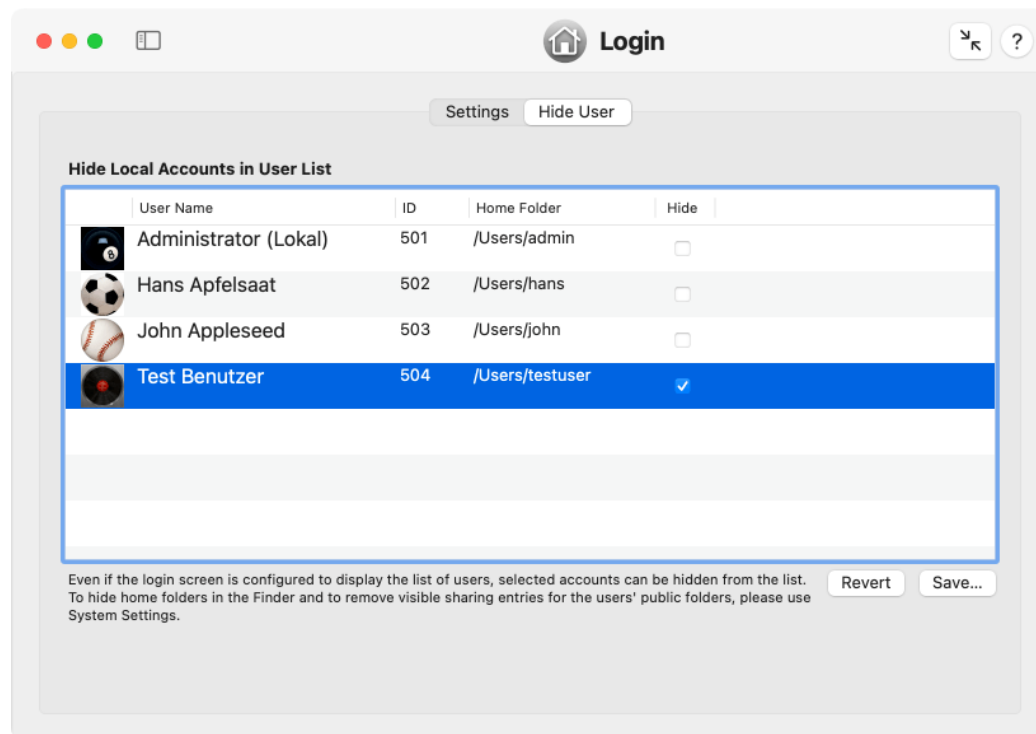 Login
?
Settings Hide User
Hide Local Accounts in User List
User Name ID Home Folder Hide
Administrator (Lokal) 501 /Users/admin
Hans Apfelsaat 502 /Users/hans
John Appleseed 503 /Users/john
Test Benutzer 504 /Users/testuser
Even if the login screen is configured to display the list of users, selected accounts can be hidden from the list.
To hide home folders in the Finder and to remove visible sharing entries for the users' public folders, please use
System Settings.
Revert Save...
8